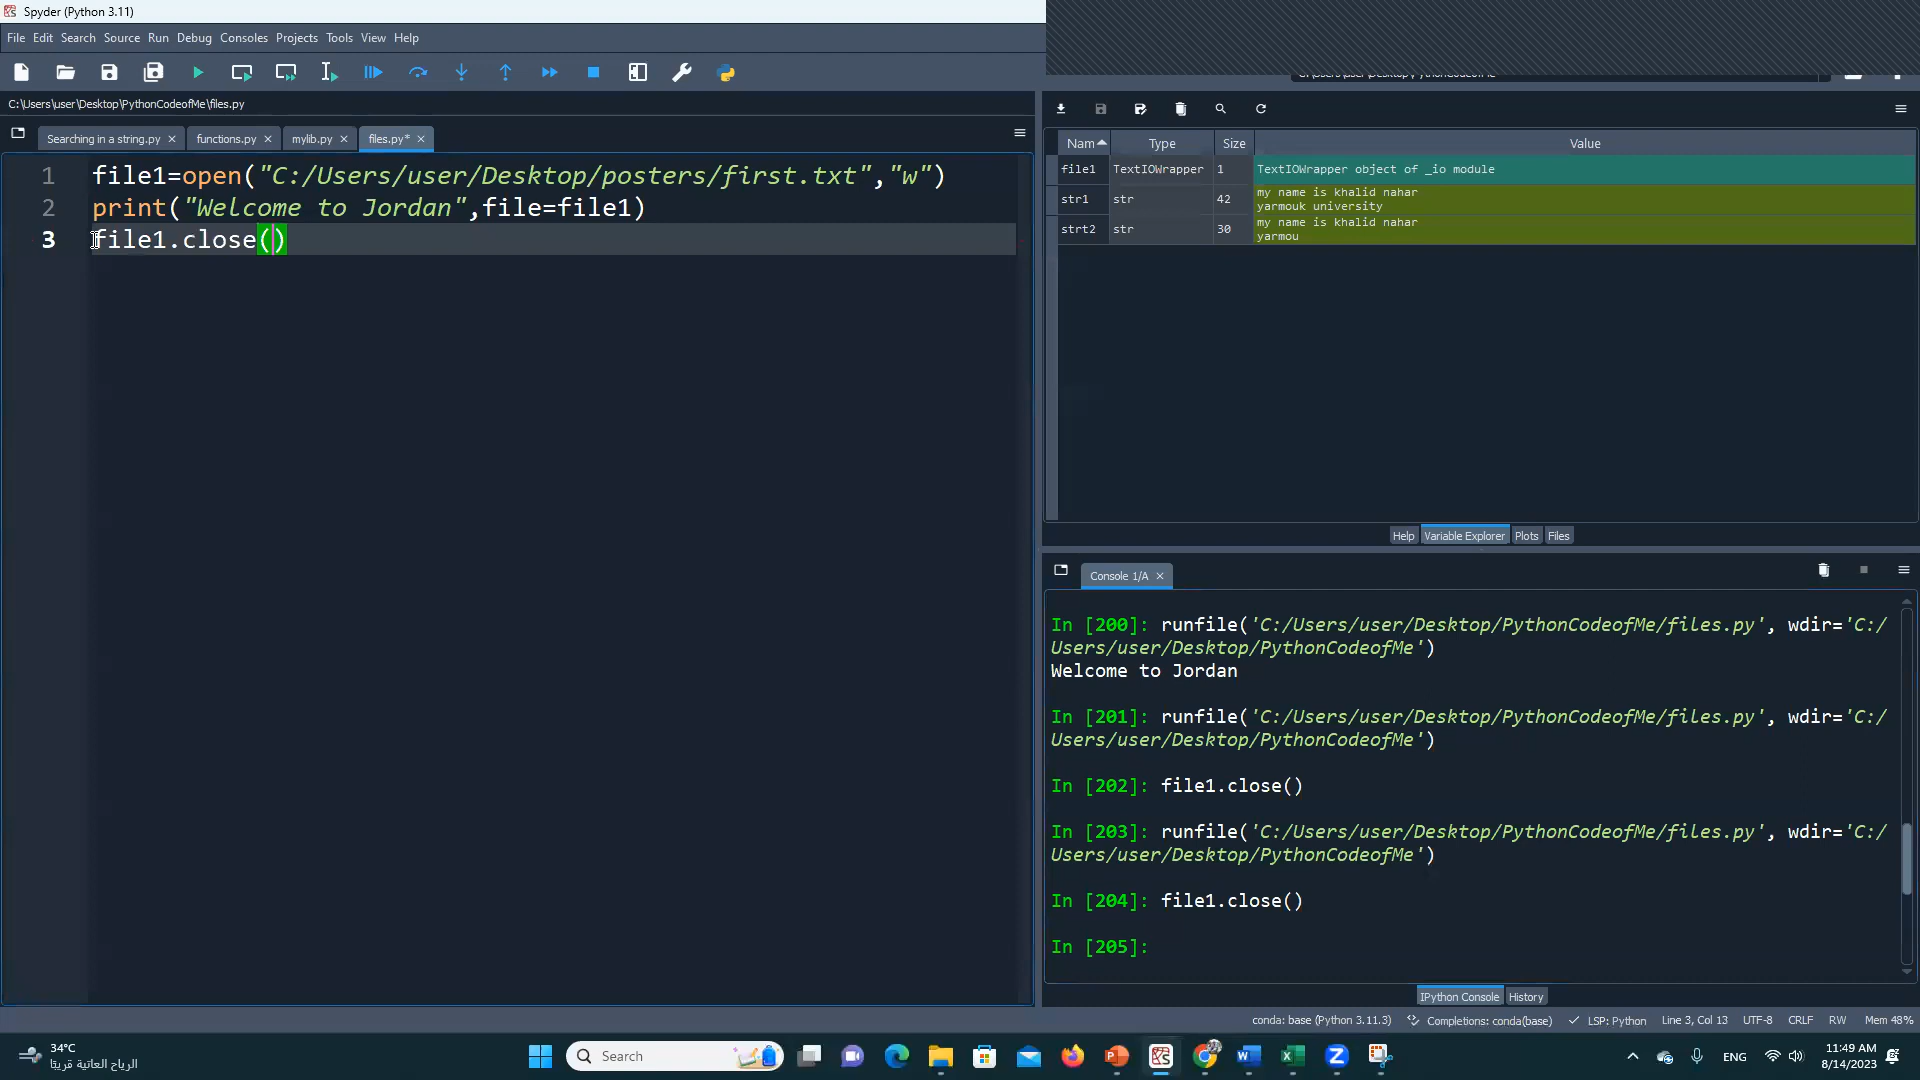 Spyder (Python 3.11)
File Edit Search Source Run Debug Consoles Projects Tools View Help
C:\Users\user\Desktop\PythonCodeofMe\files.py
Searching in a string.py functions.py mylib.py files.py*
1 file1=open("C:/Users/user/Desktop/posters/first.txt","w")
2 print("Welcome to Jordan",file=file1)
3 file1.close()
Nam Type Size Value
file1 TextIOWrapper 1 TextIOWrapper object of _io module
str1 str 42 my name is khalid nahar
yarmouk university
strt2 str 30 my name is khalid nahar
yarmou
Help Variable Explorer Plots Files
Console 1/A
In [200]: runfile('C:/Users/user/Desktop/PythonCodeofMe/files.py', wdir='C:/
Users/user/Desktop/PythonCodeofMe')
Welcome to Jordan
In [201]: runfile('C:/Users/user/Desktop/PythonCodeofMe/files.py', wdir='C:/
Users/user/Desktop/PythonCodeofMe')
In [202]: file1.close()
In [203]: runfile('C:/Users/user/Desktop/PythonCodeofMe/files.py', wdir='C:/
Users/user/Desktop/PythonCodeofMe')
In [204]: file1.close()
In [205]:
IPython Console History
conda: base (Python 3.11.3) Completions: conda(base) LSP: Python Line 3, Col 13 UTF-8 CRLF RW Mem 48%
34°C
الرياح العاتية قريبًا
Search
ENG
11:49 AM
8/14/2023